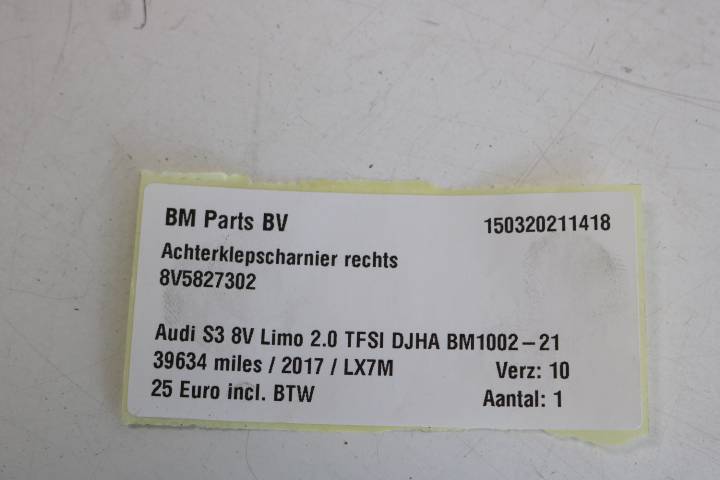 BM Parts BV 150320211418
Achterklepscharnier rechts
8V5827302
Audi S3 8V Limo 2.0 TFSI DJHA BM1002-21
39634 miles / 2017 / LX7M Verz: 10
25 Euro incl. BTW Aantal: 1